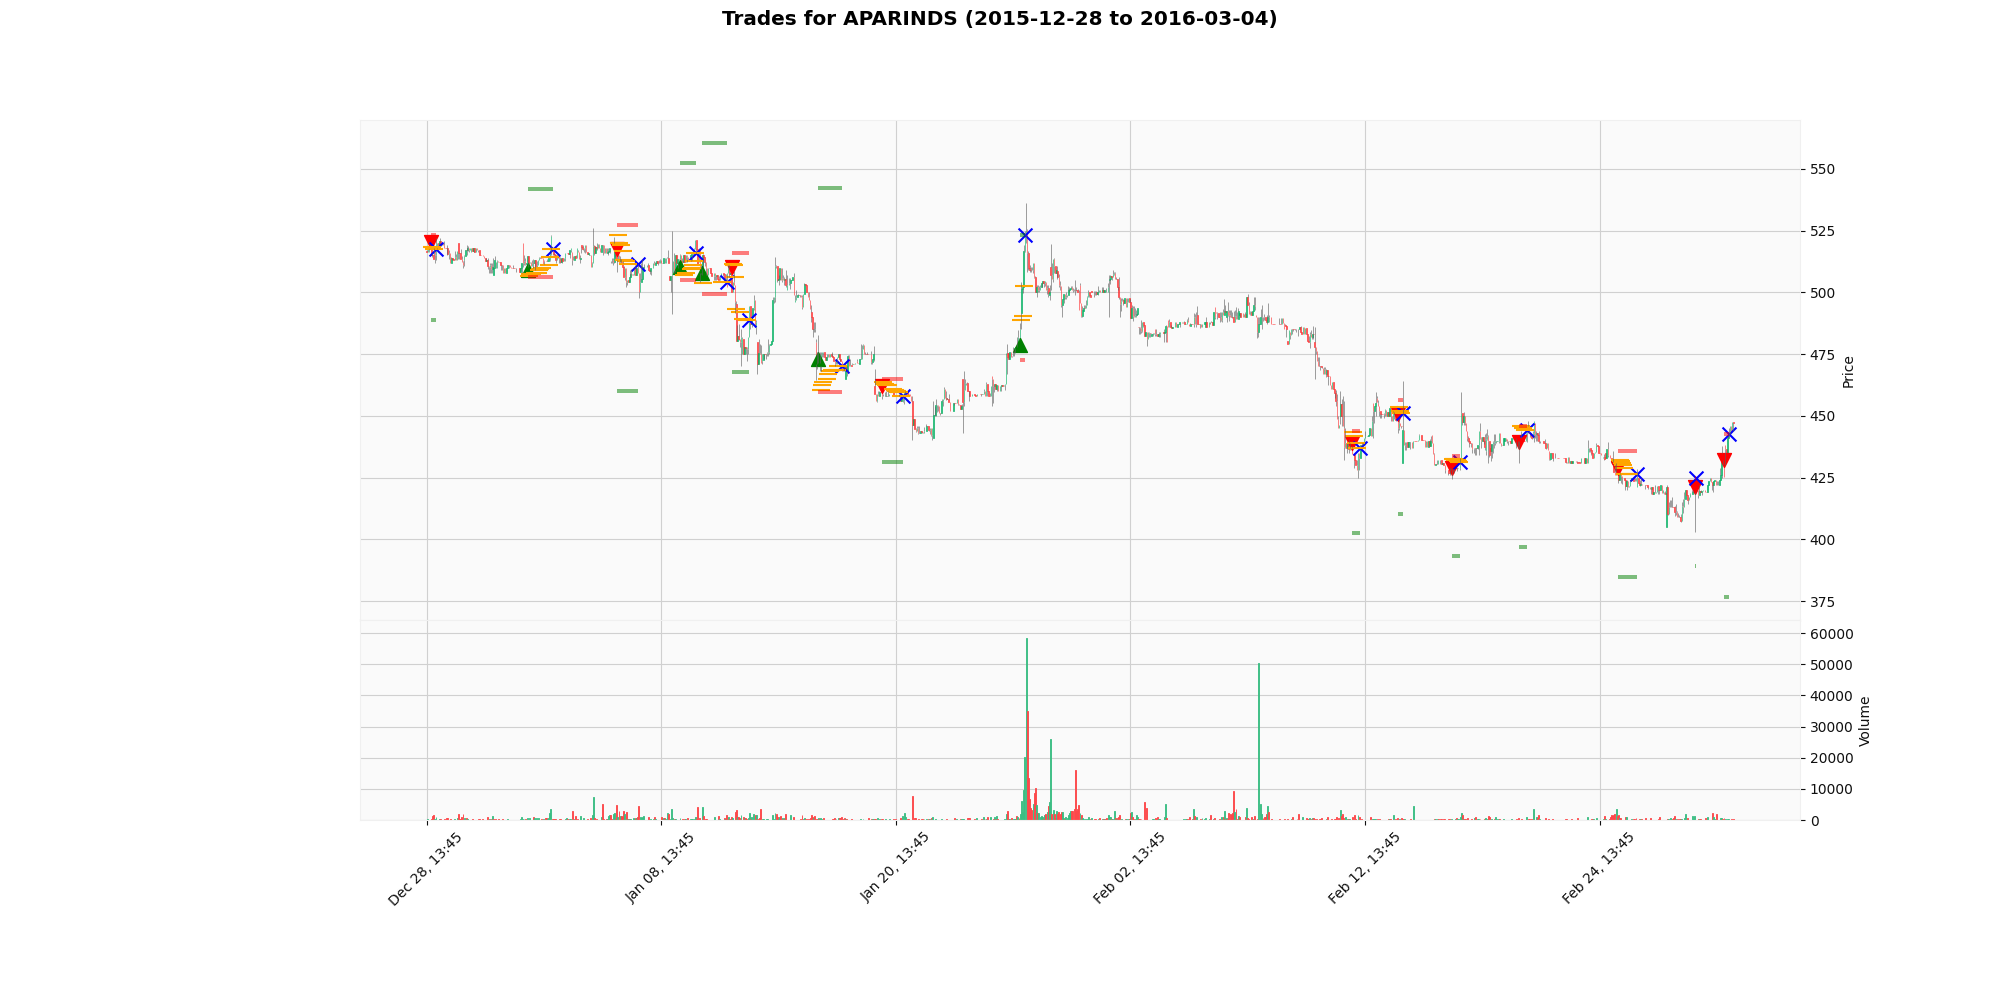 Trades for APARINDS (2015-12-28 to 2016-03-04)
550
525
500
475
450
425
400
375
Price
60000
50000
40000
30000
20000
10000
0
Volume
Dec 28, 13:45
Jan 08, 13:45
Jan 20, 13:45
Feb 02, 13:45
Feb 12, 13:45
Feb 24, 13:45